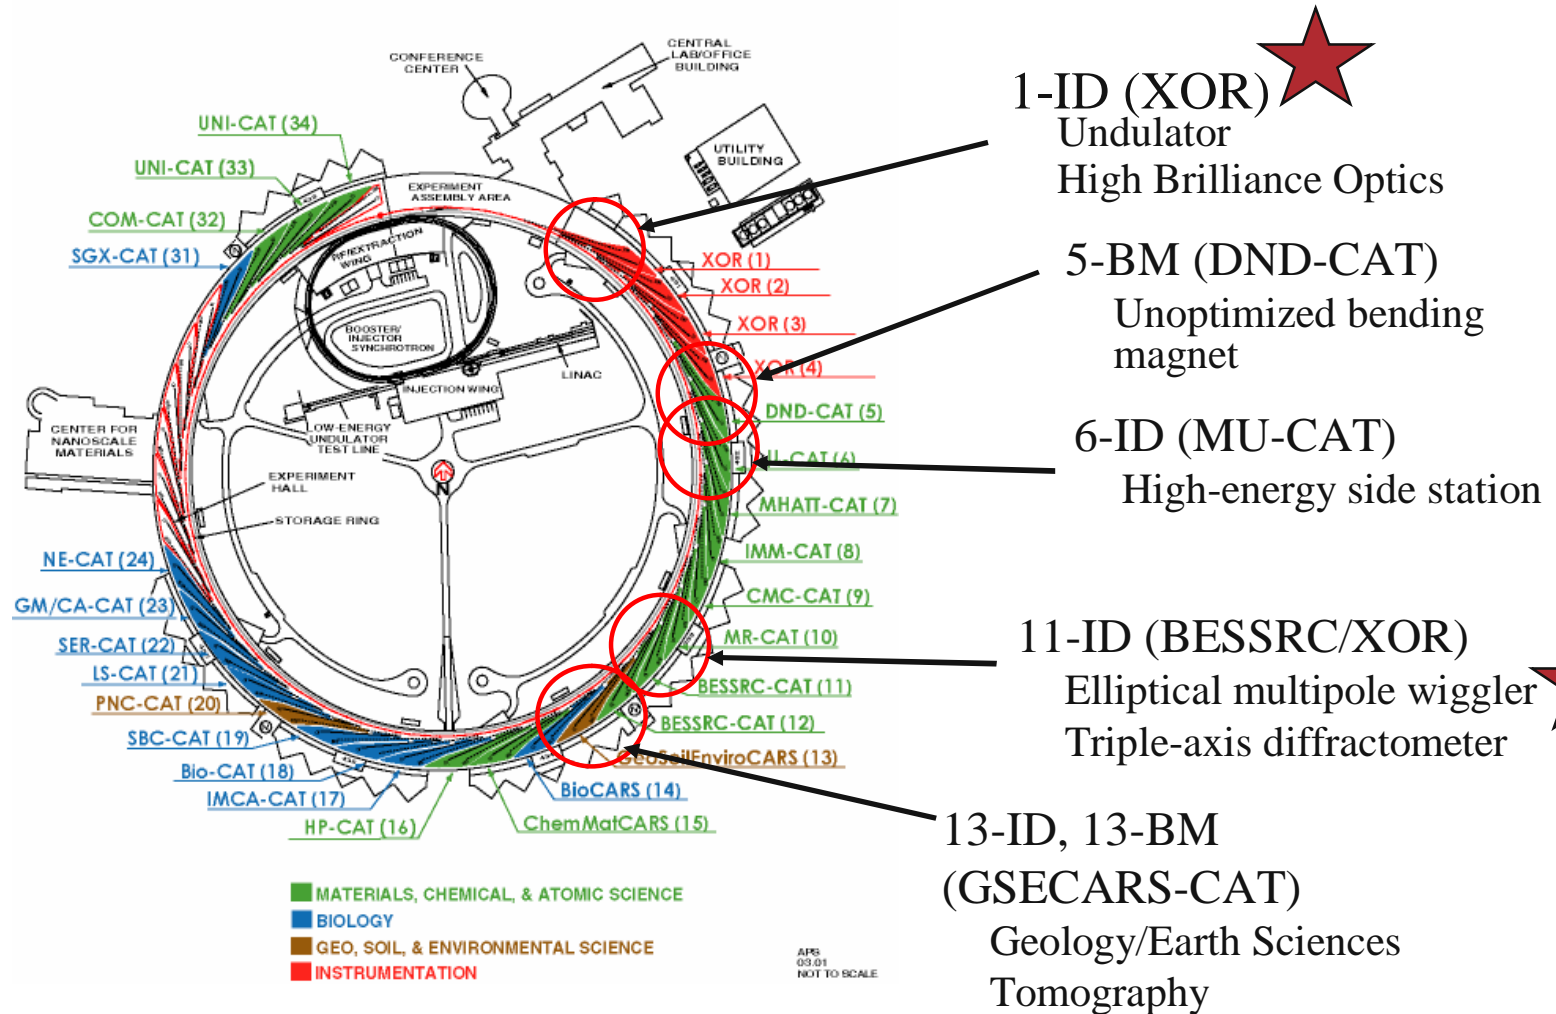 CONFERENCE
CENTER
CENTRAL
LAB/OFFICE
BUILDING
UTILITY
BUILDING
EXPERIMENT
ASSEMBLY AREA
RF/EXTRACTION
WING
BOOSTER/
INJECTOR
SYNCHROTRON
LINAC
INJECTION WING
LOW-ENERGY
UNDULATOR
TEST LINE
CENTER FOR
NANOSCALE
MATERIALS
EXPERIMENT
HALL
STORAGE RING
N
UNI-CAT (34)
UNI-CAT (33)
COM-CAT (32)
SGX-CAT (31)
NE-CAT (24)
GM/CA-CAT (23)
SER-CAT (22)
LS-CAT (21)
PNC-CAT (20)
SBC-CAT (19)
Bio-CAT (18)
IMCA-CAT (17)
HP-CAT (16)
XOR (1)
XOR (2)
XOR (3)
XOR (4)
DND-CAT (5)
U-CAT (6)
MHATT-CAT (7)
IMM-CAT (8)
CMC-CAT (9)
MR-CAT (10)
BESSRC-CAT (11)
BESSRC-CAT (12)
GeoSoilEnviroCARS (13)
BioCARS (14)
ChemMatCARS (15)
MATERIALS, CHEMICAL, & ATOMIC SCIENCE
BIOLOGY
GEO, SOIL, & ENVIRONMENTAL SCIENCE
INSTRUMENTATION
APS
03.01
NOT TO SCALE
1-ID (XOR)
Undulator
High Brilliance Optics
5-BM (DND-CAT)
Unoptimized bending
magnet
6-ID (MU-CAT)
High-energy side station
11-ID (BESSRC/XOR)
Elliptical multipole wiggler
Triple-axis diffractometer
13-ID, 13-BM
(GSECARS-CAT)
Geology/Earth Sciences
Tomography